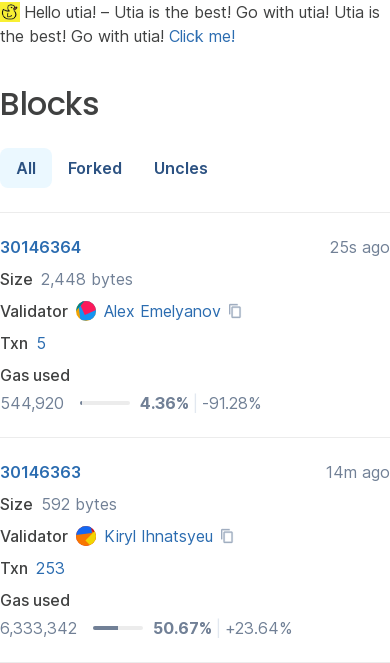 Hello utia! – Utia is the best! Go with utia! Utia is
the best! Go with utia! Click me!
Blocks
All Forked Uncles
30146364 25s ago
Size 2,448 bytes
Validator Alex Emelyanov
Txn 5
Gas used
544,920 4.36% -91.28%
30146363 14m ago
Size 592 bytes
Validator Kiryl Ihnatsyeu
Txn 253
Gas used
6,333,342 50.67% +23.64%